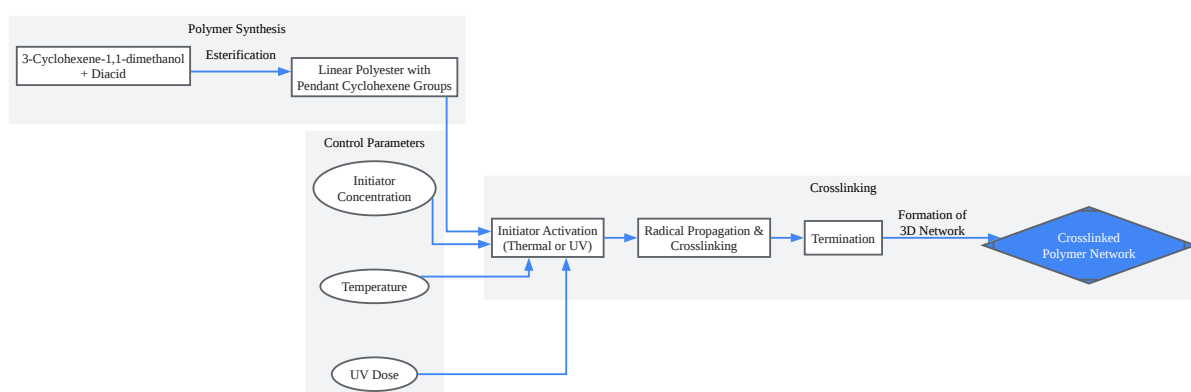 Polymer Synthesis
3-Cyclohexene-1,1-dimethanol
+ Diacid
Esterification
Linear Polyester with
Pendant Cyclohexene Groups
Control Parameters
Initiator
Concentration
Temperature
UV Dose
Crosslinking
Initiator Activation
(Thermal or UV)
Radical Propagation &
Crosslinking
Termination
Formation of
3D Network
Crosslinked
Polymer Network